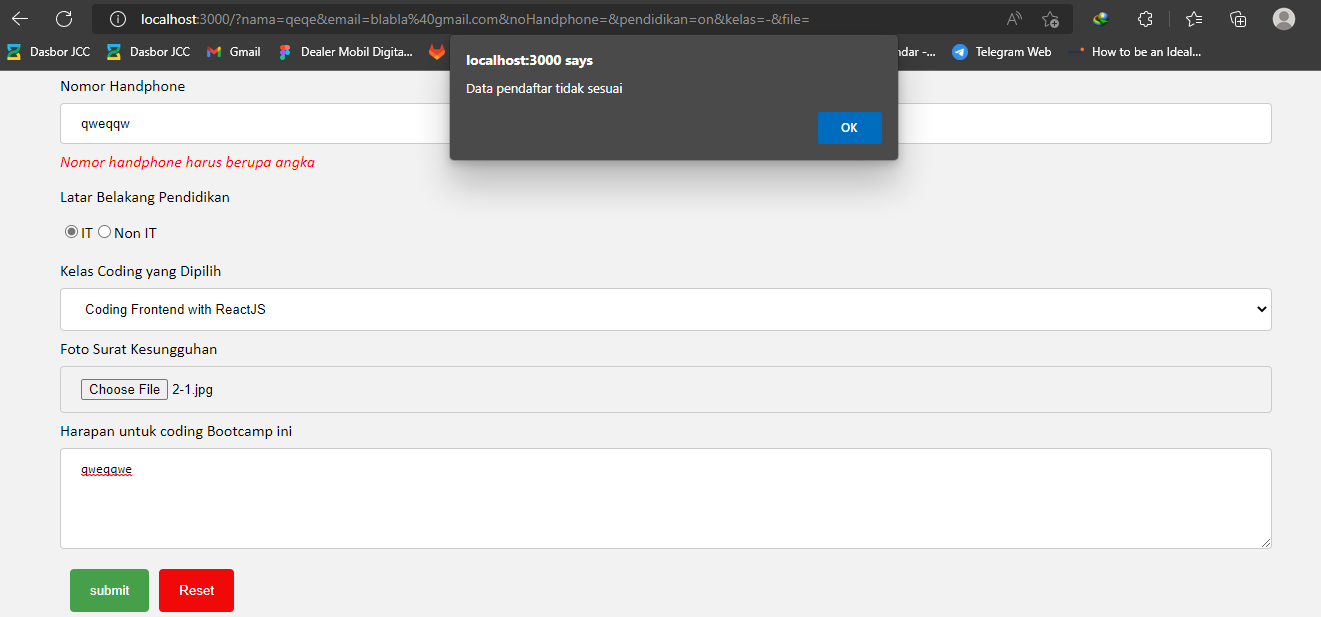 localhost:3000/?nama=qeqe&email=blabla%40gmail.com&noHandphone=&pendidikan=on&kelas=-&file=
Dasbor JCC Dasbor JCC Gmail Dealer Mobil Digita... ndar -... Telegram Web How to be an Ideal...
localhost:3000 says
Data pendaftar tidak sesuai
OK
Nomor Handphone
qweqqw
Nomor handphone harus berupa angka
Latar Belakang Pendidikan
IT Non IT
Kelas Coding yang Dipilih
Coding Frontend with ReactJS
Foto Surat Kesungguhan
Choose File 2-1.jpg
Harapan untuk coding Bootcamp ini
qweqqwe
submit Reset